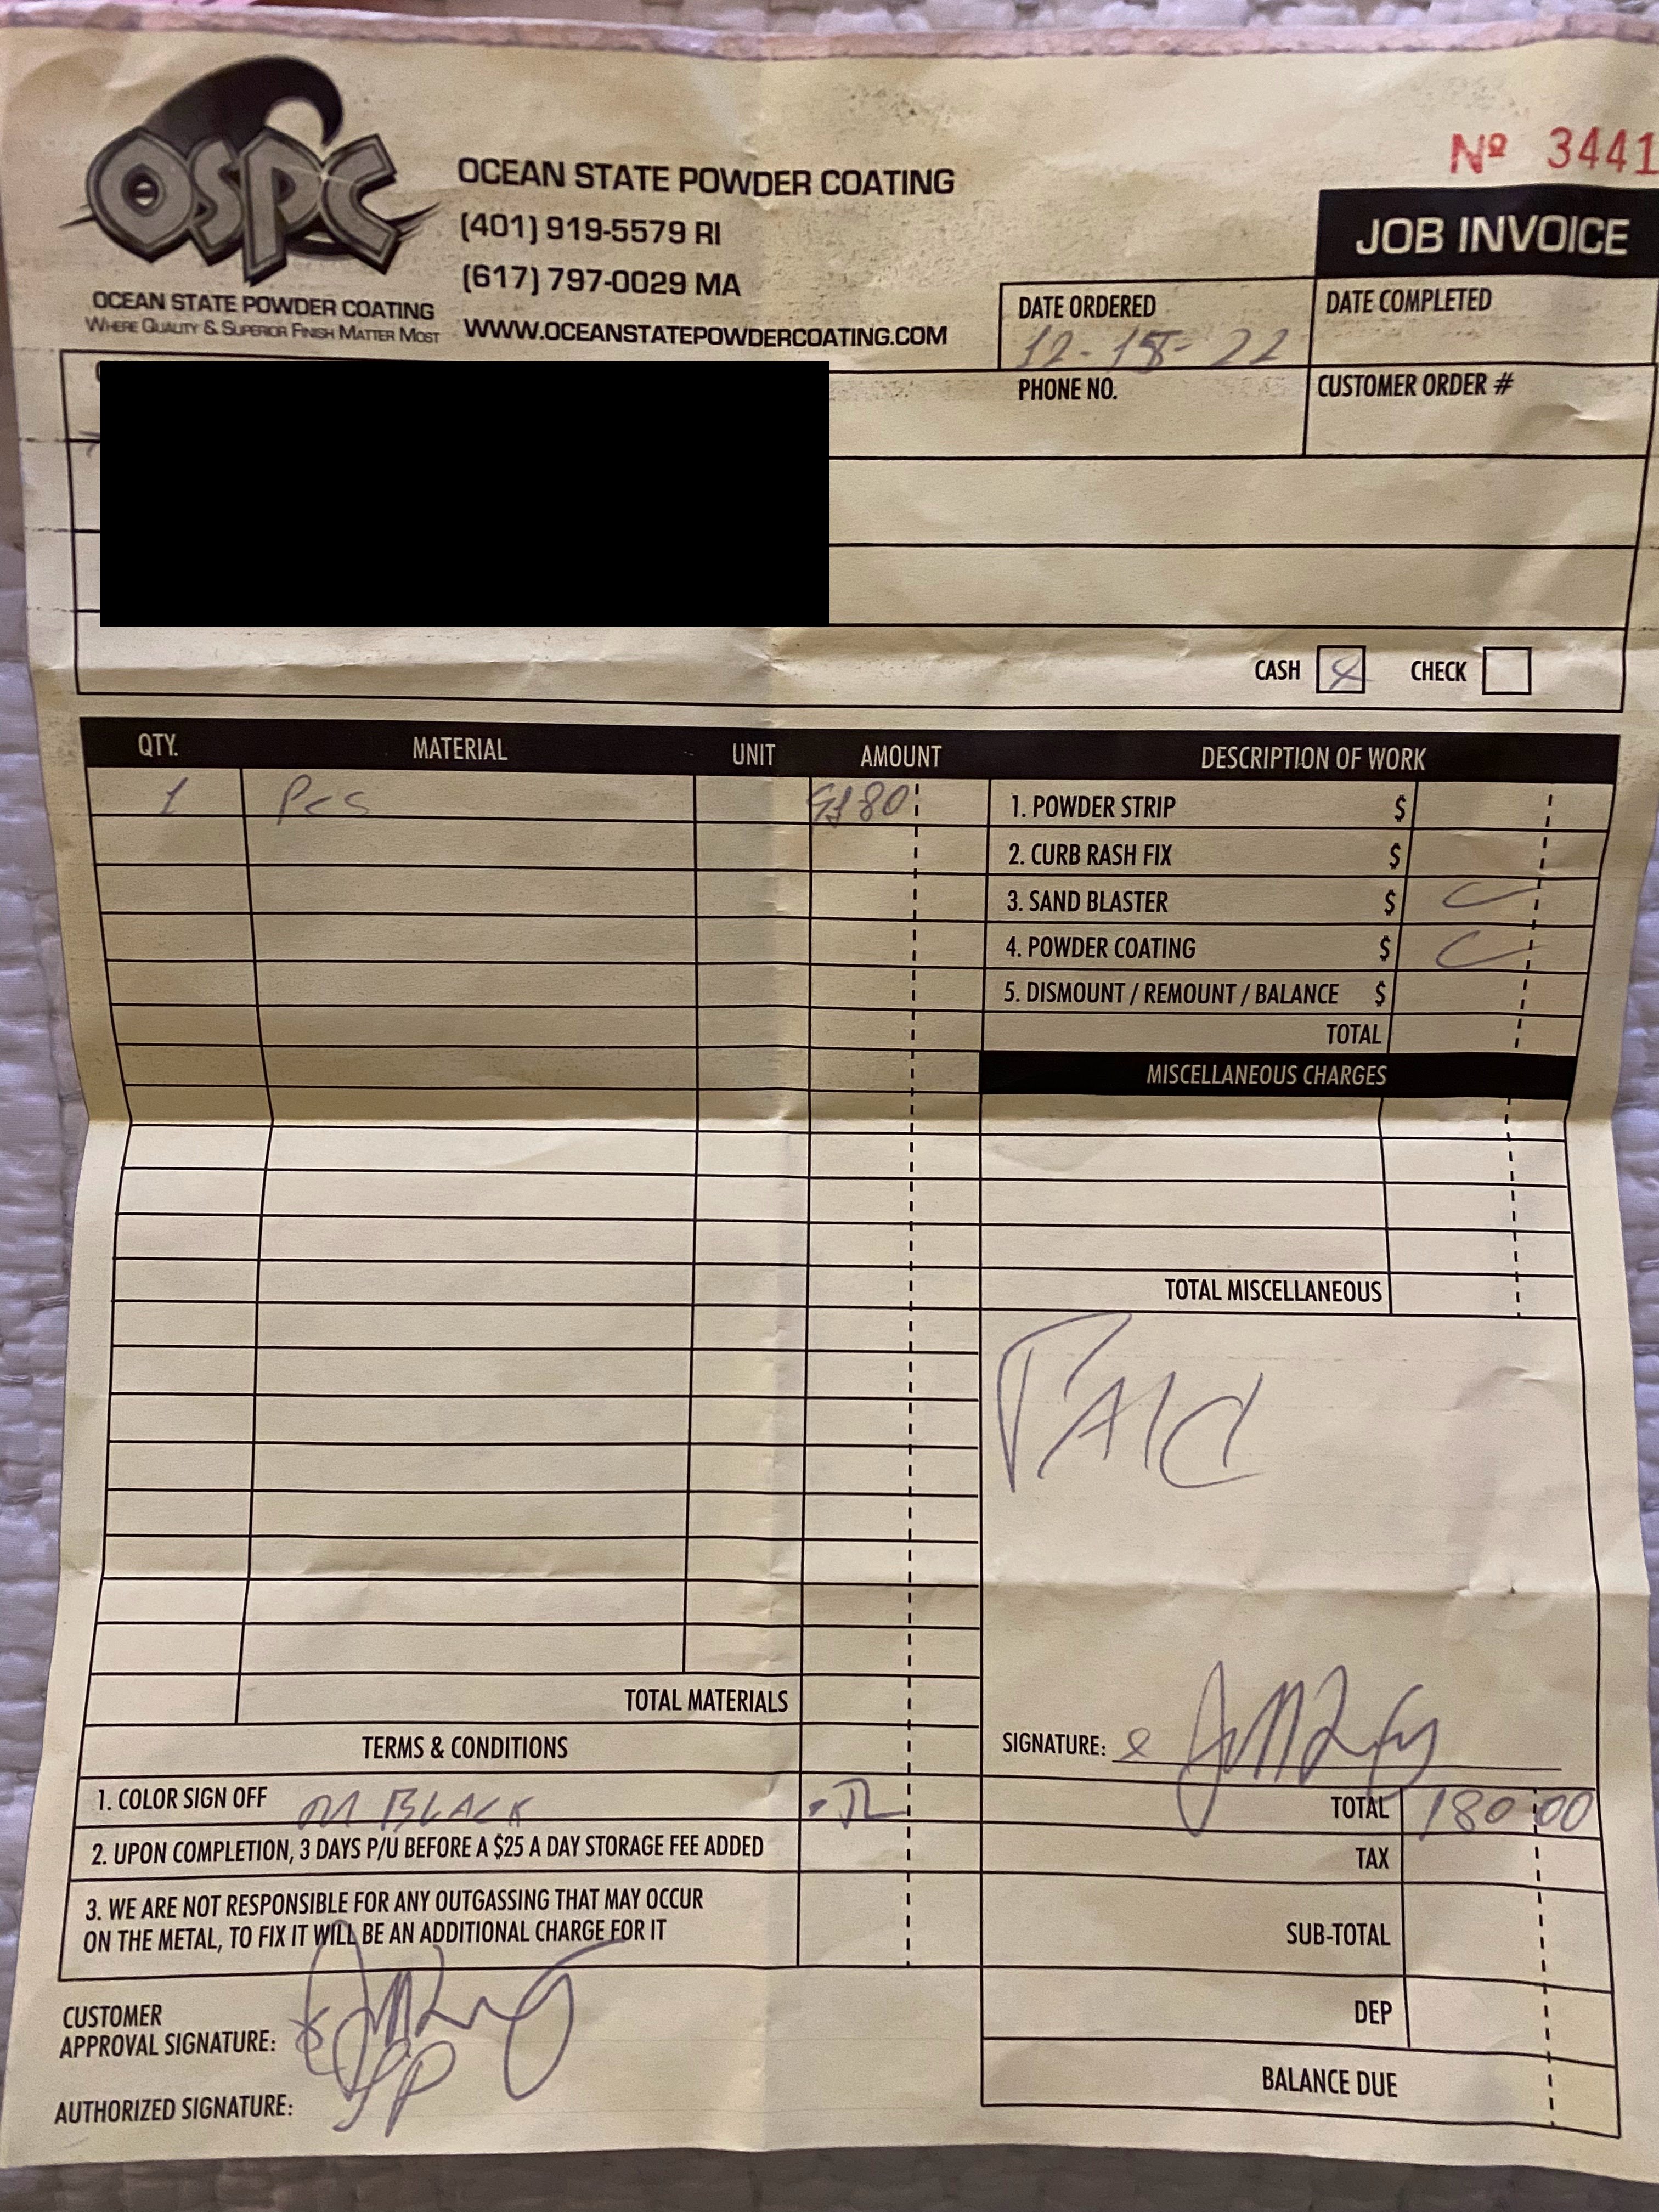 OSPC
OCEAN STATE POWDER COATING
WHERE QUALITY & SUPERIOR FINISH MATTER MOST
OCEAN STATE POWDER COATING
(401) 919-5579 RI
(617) 797-0029 MA
WWW.OCEANSTATEPOWDERCOATING.COM
Nº 3441
JOB INVOICE
DATE ORDERED
DATE COMPLETED
12-15-22
PHONE NO.
CUSTOMER ORDER #
CASH CHECK
QTY. MATERIAL UNIT AMOUNT DESCRIPTION OF WORK
1 Pcs 180
1. POWDER STRIP $
2. CURB RASH FIX $
3. SAND BLASTER $
4. POWDER COATING $
5. DISMOUNT / REMOUNT / BALANCE $
TOTAL
MISCELLANEOUS CHARGES
TOTAL MISCELLANEOUS
PAId
TOTAL MATERIALS
SIGNATURE:
TERMS & CONDITIONS
1. COLOR SIGN OFF M BLACK
2. UPON COMPLETION, 3 DAYS P/U BEFORE A $25 A DAY STORAGE FEE ADDED
3. WE ARE NOT RESPONSIBLE FOR ANY OUTGASSING THAT MAY OCCUR
ON THE METAL, TO FIX IT WILL BE AN ADDITIONAL CHARGE FOR IT
TOTAL 180 00
TAX
SUB-TOTAL
DEP
BALANCE DUE
CUSTOMER
APPROVAL SIGNATURE:
AUTHORIZED SIGNATURE: